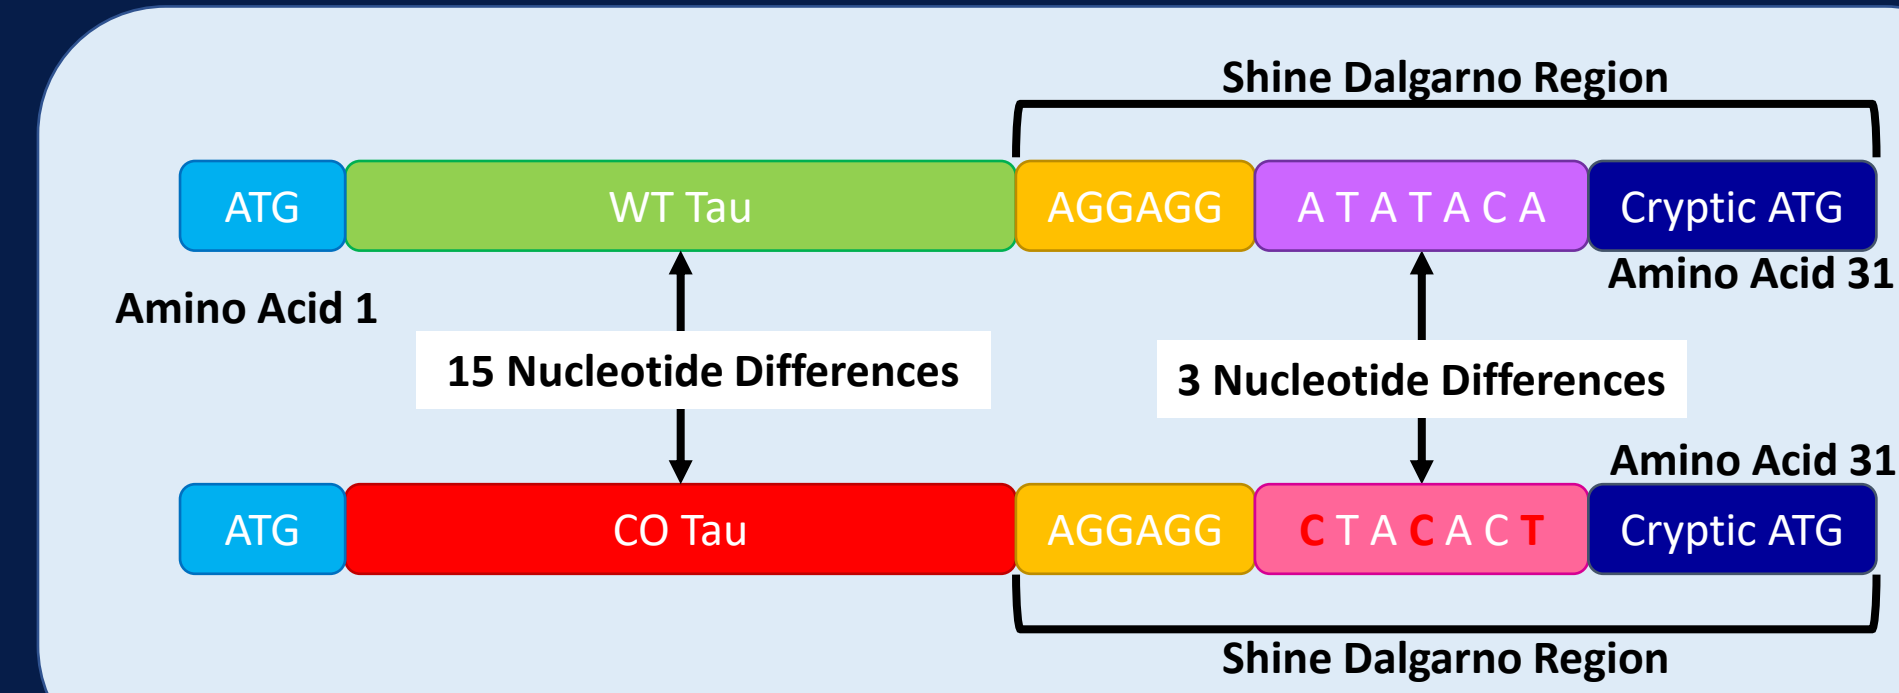 Shine Dalgarno Region
ATG WT Tau AGGAGG A T A T A C A Cryptic ATG
Amino Acid 31
Amino Acid 1
15 Nucleotide Differences 3 Nucleotide Differences
Amino Acid 31
ATG CO Tau AGGAGG C T A C A C T Cryptic ATG
Shine Dalgarno Region